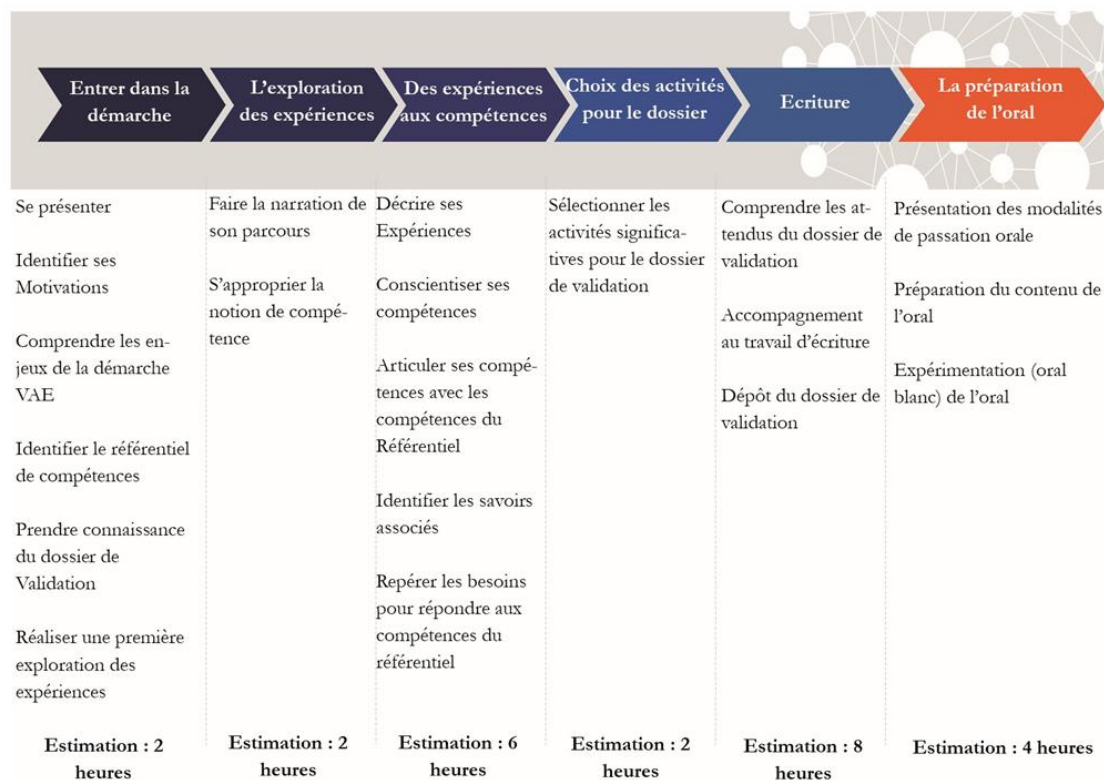 Entrer dans la
démarche
L'exploration
des expériences
Des expériences
aux compétences
Choix des activités
pour le dossier
Ecriture
La préparation
de l'oral
Se présenter
Identifier ses
Motivations
Comprendre les en-
jeux de la démarche
VAE
Identifier le référentiel
de compétences
Prendre connaissance
du dossier de
Validation
Réaliser une première
exploration des
expériences
Estimation : 2
heures
Faire la narration de
son parcours
S'approprier la
notion de compé-
tence
Estimation : 2
heures
Décrire ses
Expériences
Conscientiser ses
compétences
Articuler ses compé-
tences avec les
compétences du
Référentiel
Identifier les savoirs
associés
Repérer les besoins
pour répondre aux
compétences du
référentiel
Estimation : 6
heures
Sélectionner les
activités significa-
tives pour le dossier
de validation
Estimation : 2
heures
Comprendre les at-
tendus du dossier de
validation
Accompagnement
au travail d'écriture
Dépôt du dossier de
validation
Estimation : 8
heures
Présentation des modalités
de passation orale
Préparation du contenu de
l'oral
Expérimentation (oral
blanc) de l'oral
Estimation : 4 heures